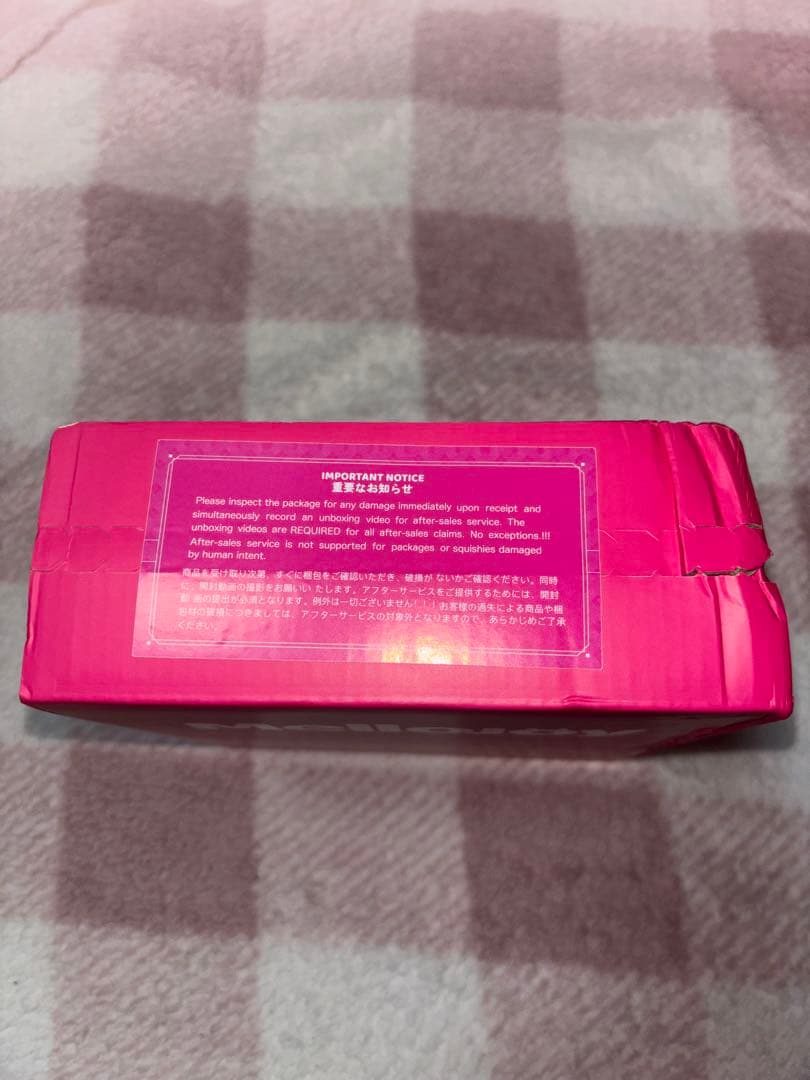 IMPORTANT NOTICE
重要なお知らせ
Please inspect the package for any damage immediately upon receipt and
simultaneously record an unboxing video for after-sales service. The
unboxing videos are REQUIRED for all after-sales claims. No exceptions.!!!
After-sales service is not supported for packages or squishies damaged
by human intent.
商品を受け取り次第、すぐに梱包をご確認いただき、破損が ないかご確認ください。同時
に、開封動画の撮影をお願いい たします。アフターサービスをご提供するためには、開封
動 画の提出が必須となります。例外は一切ございません！！！お客様の過失による商品や梱
包材の破損につきましては、アフターサービスの対象外となりますので、あらかじめご了承
ください。